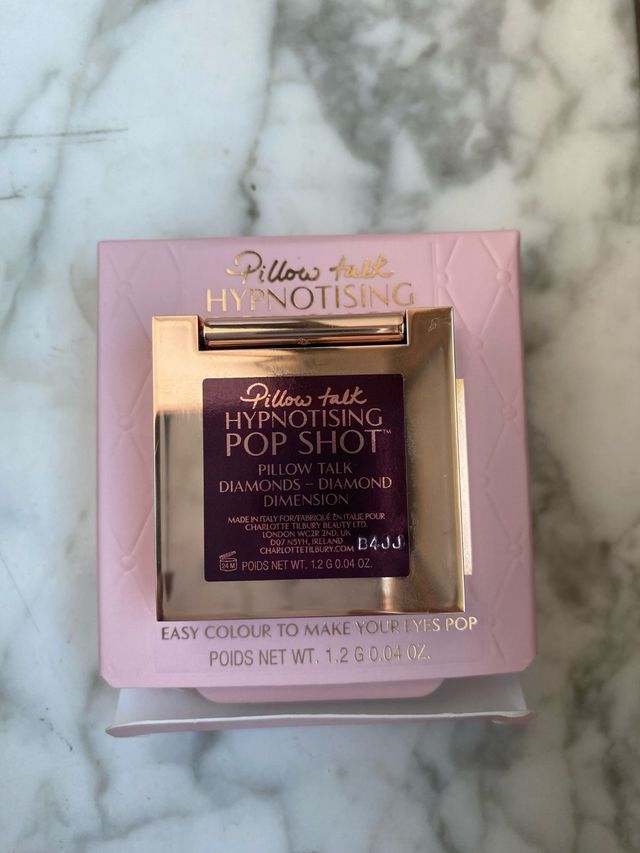 Pillow talk
HYPNOTISING
Pillow talk
HYPNOTISING
POP SHOT™
PILLOW TALK
DIAMONDS – DIAMOND
DIMENSION
MADE IN ITALY FOR/FABRIQUÉ EN ITALIE POUR
CHARLOTTE TILBURY BEAUTY LTD.
LONDON WC2R 2ND, UK
D07 N5YH, IRELAND
CHARLOTTETILBURY.COM B4JJ
24 M POIDS NET WT. 1.2 G 0.04 OZ.
EASY COLOUR TO MAKE YOUR EYES POP
POIDS NET WT. 1.2 G 0.04 OZ.